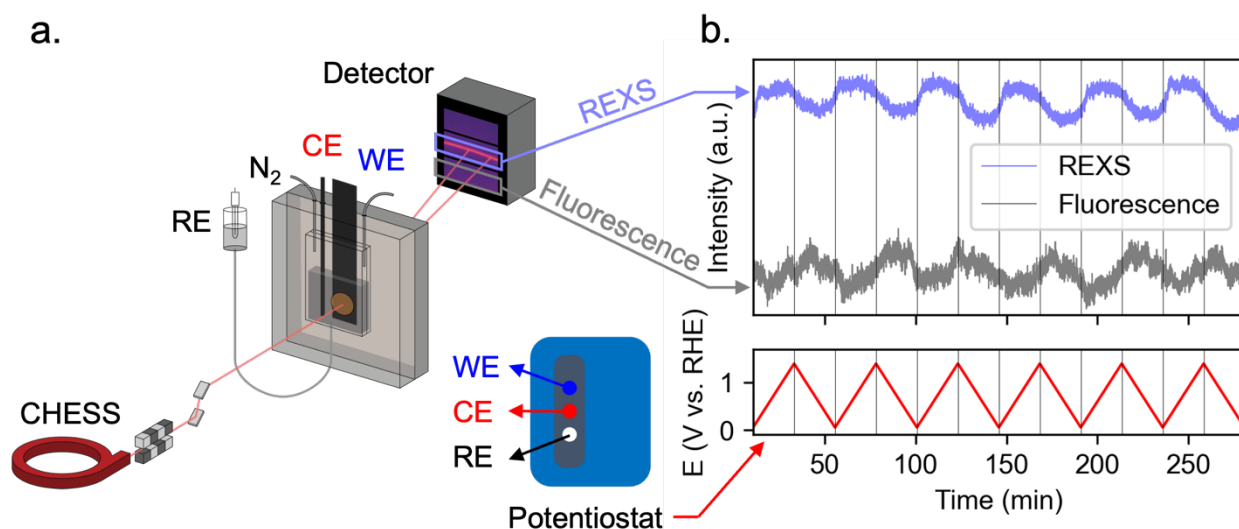 a.
Detector
REXS
CE
WE
N2
RE
Fluorescence
CHESS
WE
CE
RE
Potentiostat
b.
Intensity (a.u.)
REXS
Fluorescence
E (V vs. RHE)
1
0
50
100
150
200
250
Time (min)